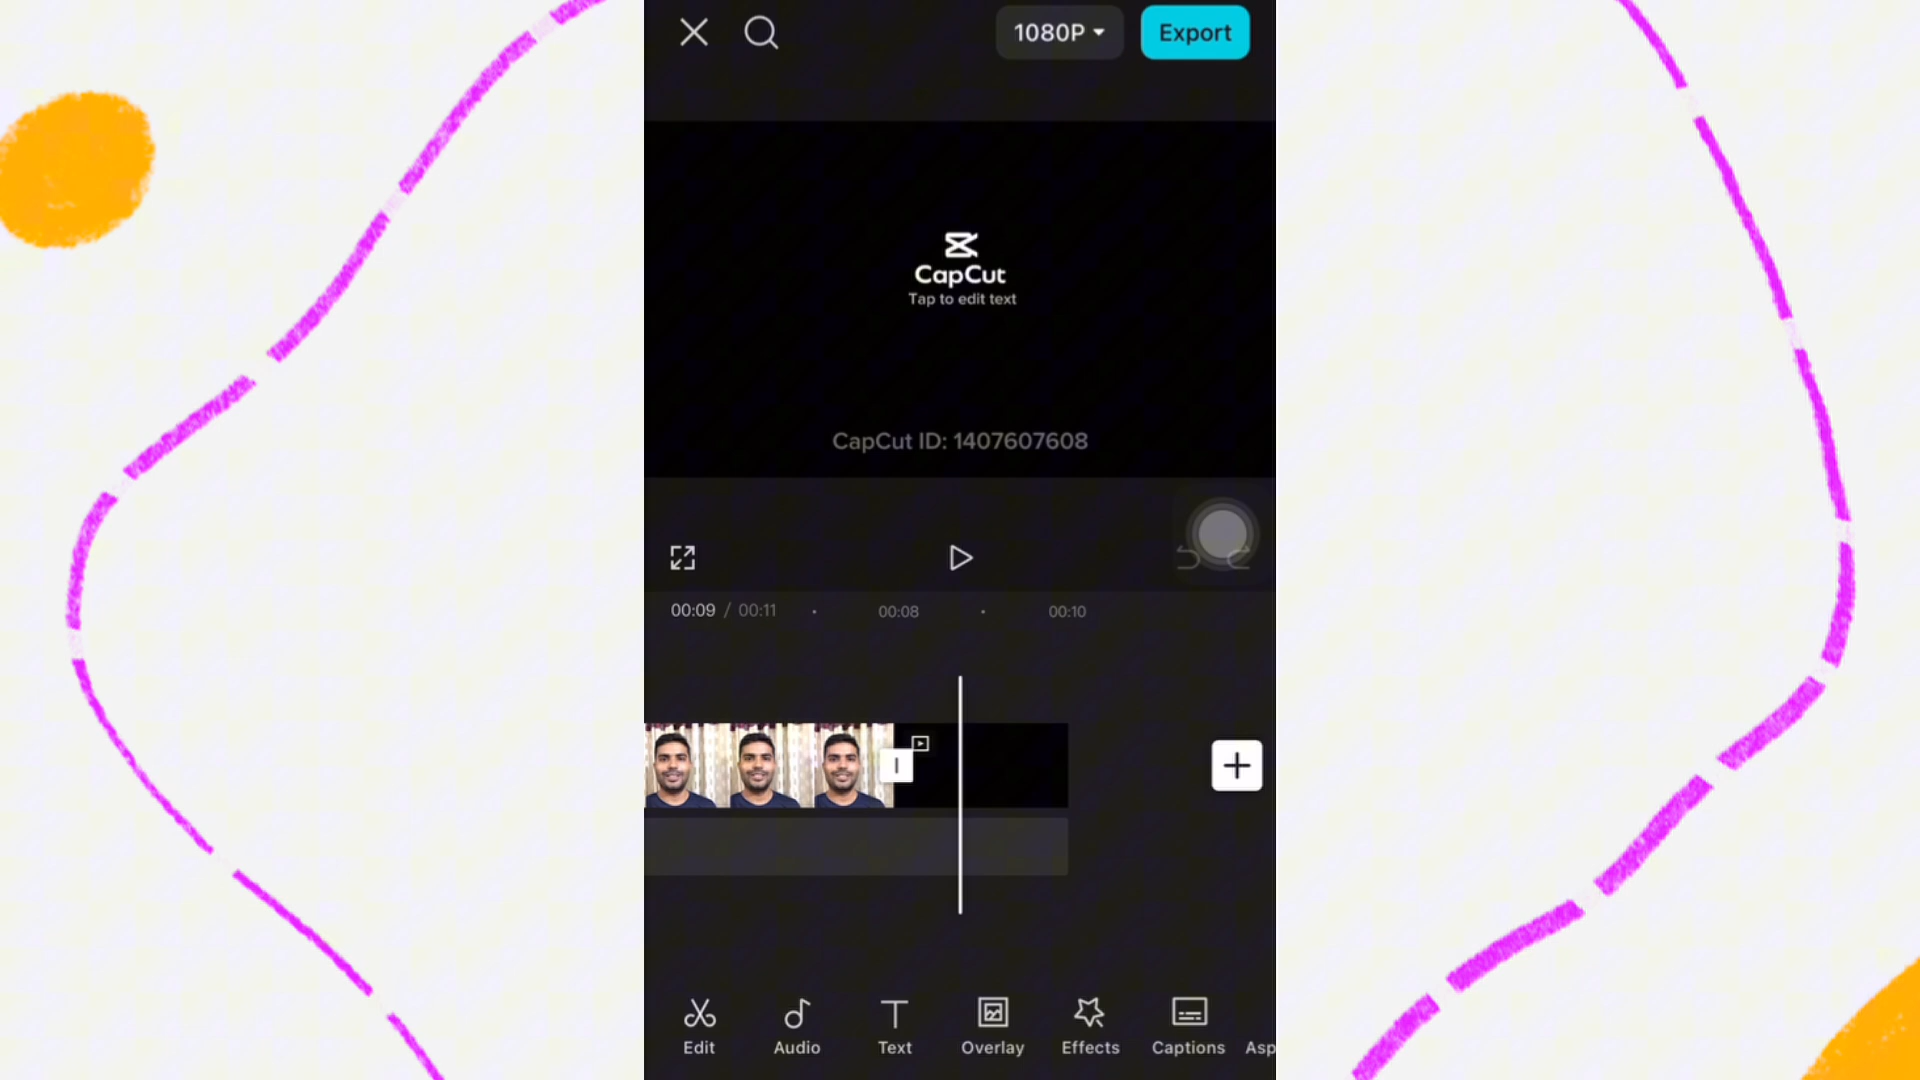 1080P
Export
CapCut
Tap to edit text
CapCut ID: 1407607608
00:09 / 00:11
00:08
00:10
Edit
Audio
Text
Overlay
Effects
Captions
Asp